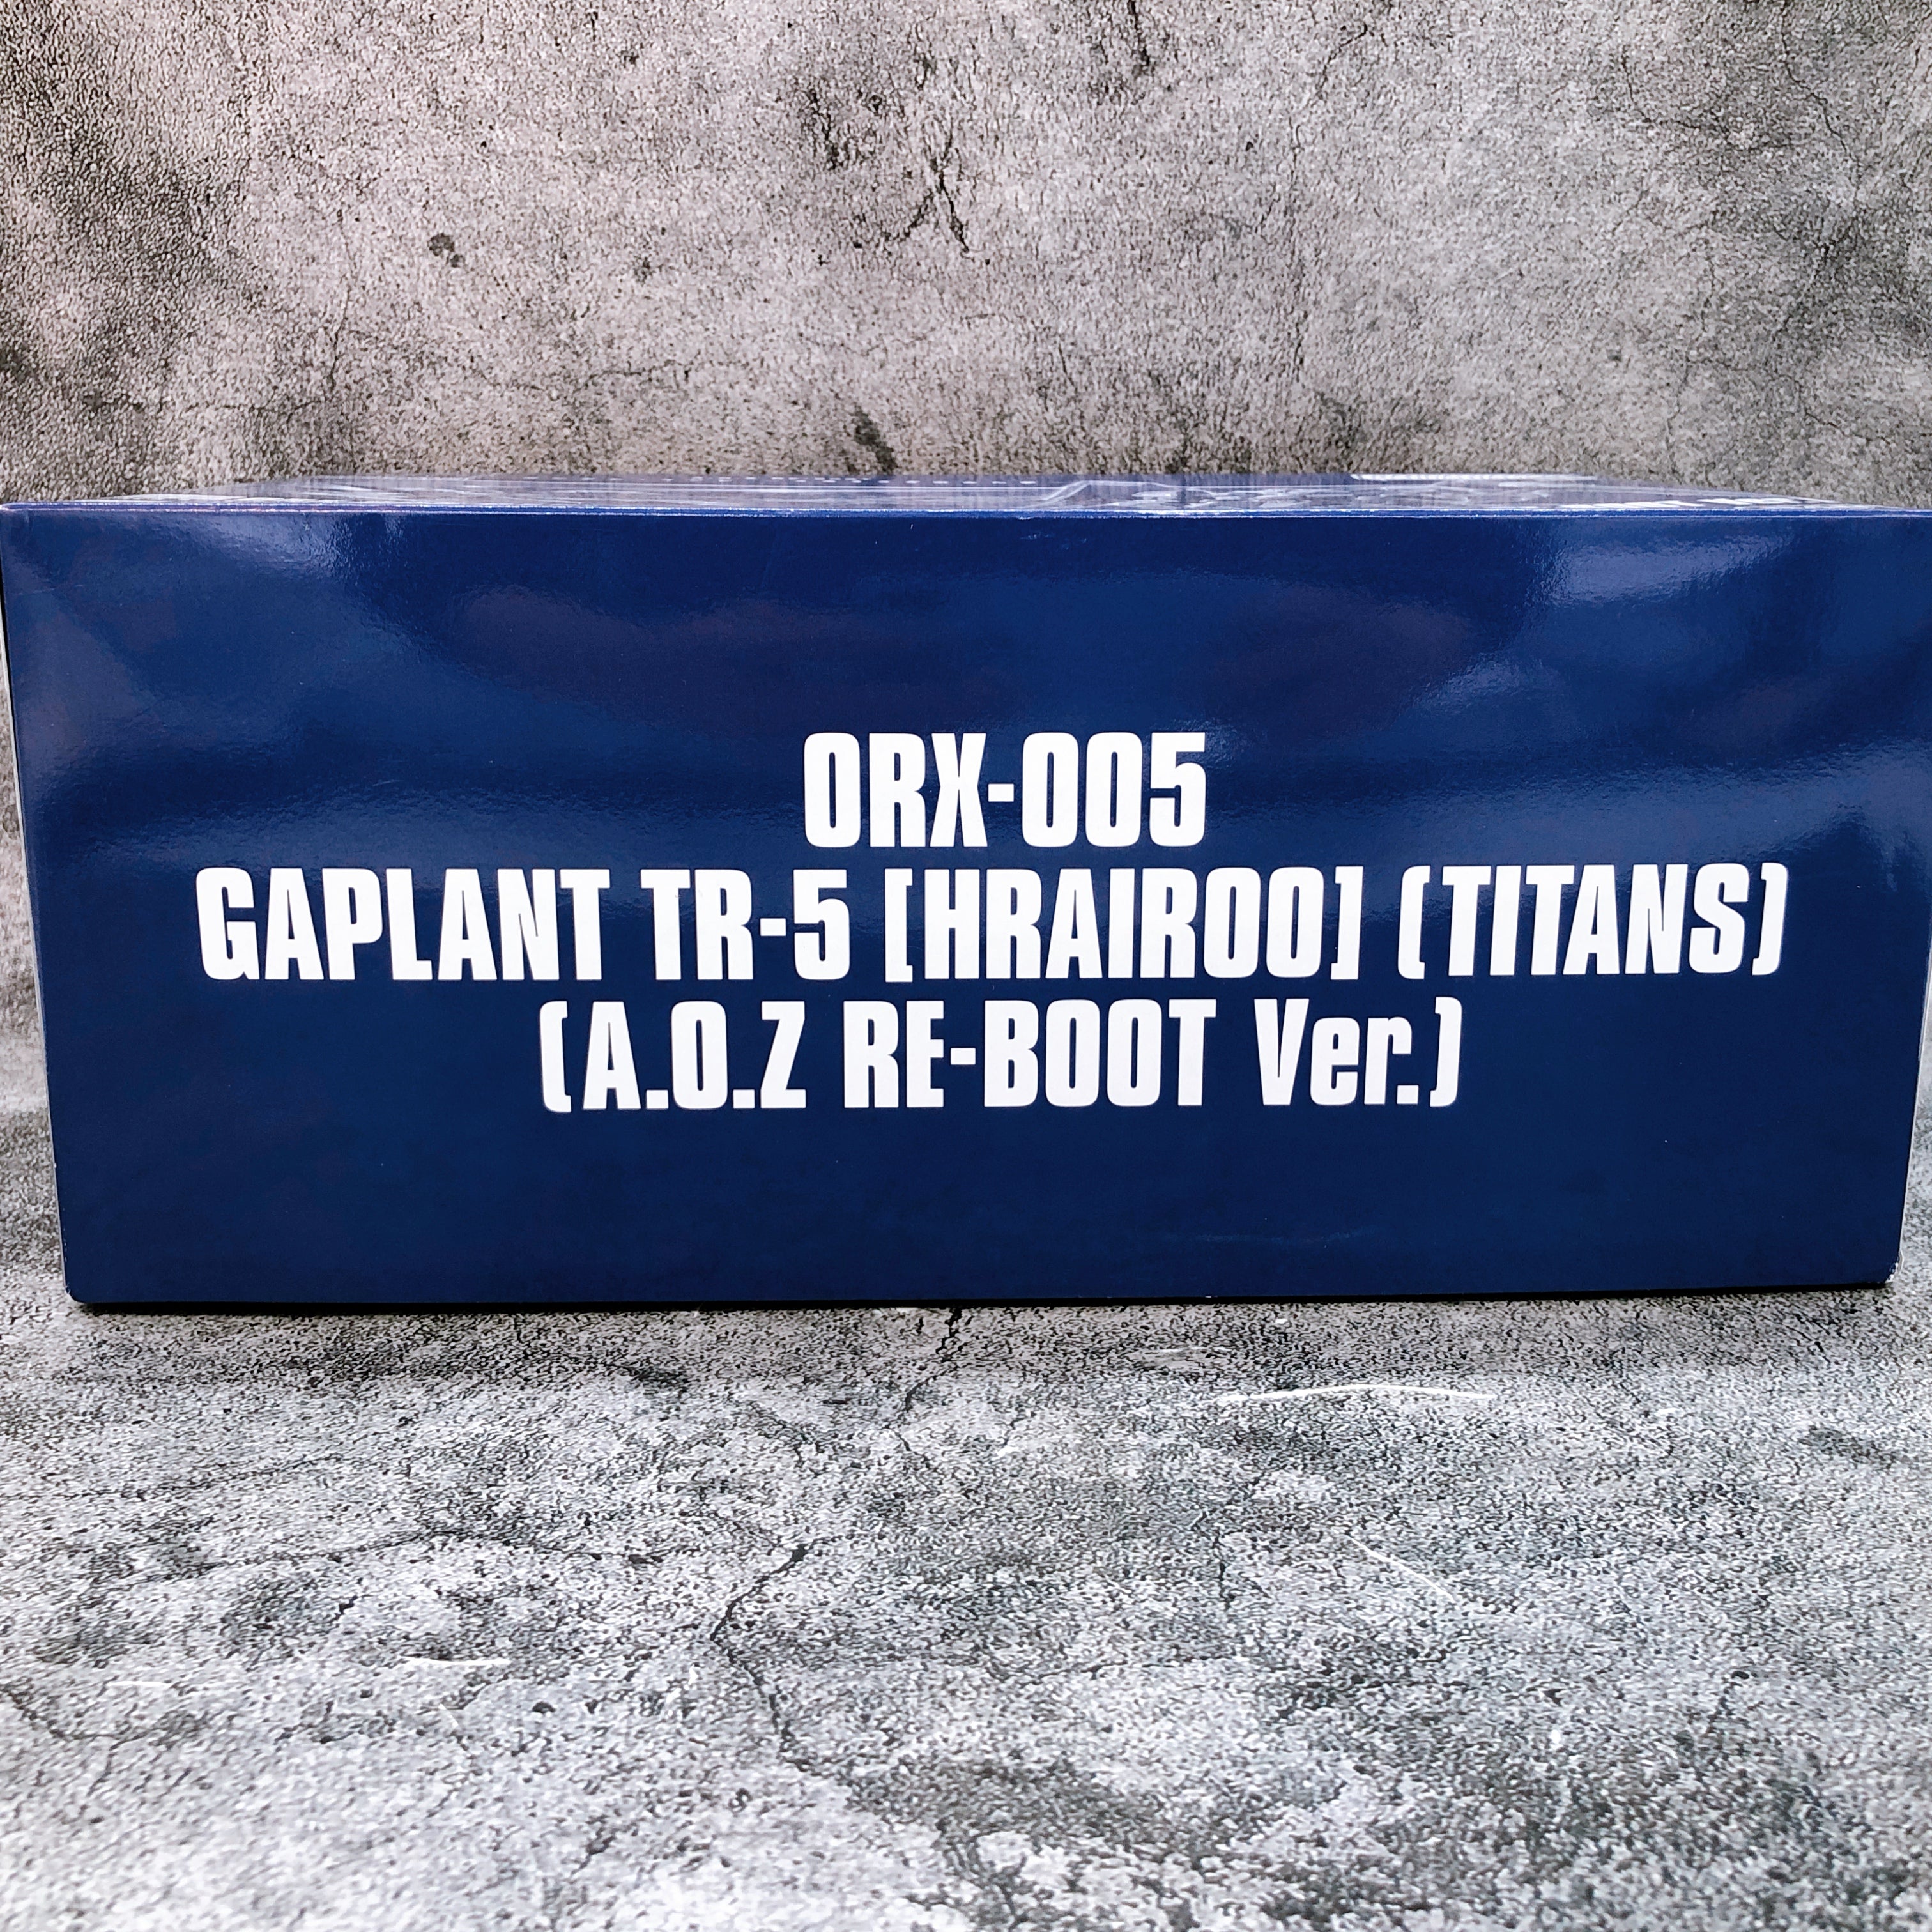 ORX-005
GAPLANT TR-5 [HRAIROO] (TITANS)
(A.O.Z RE-BOOT Ver.)